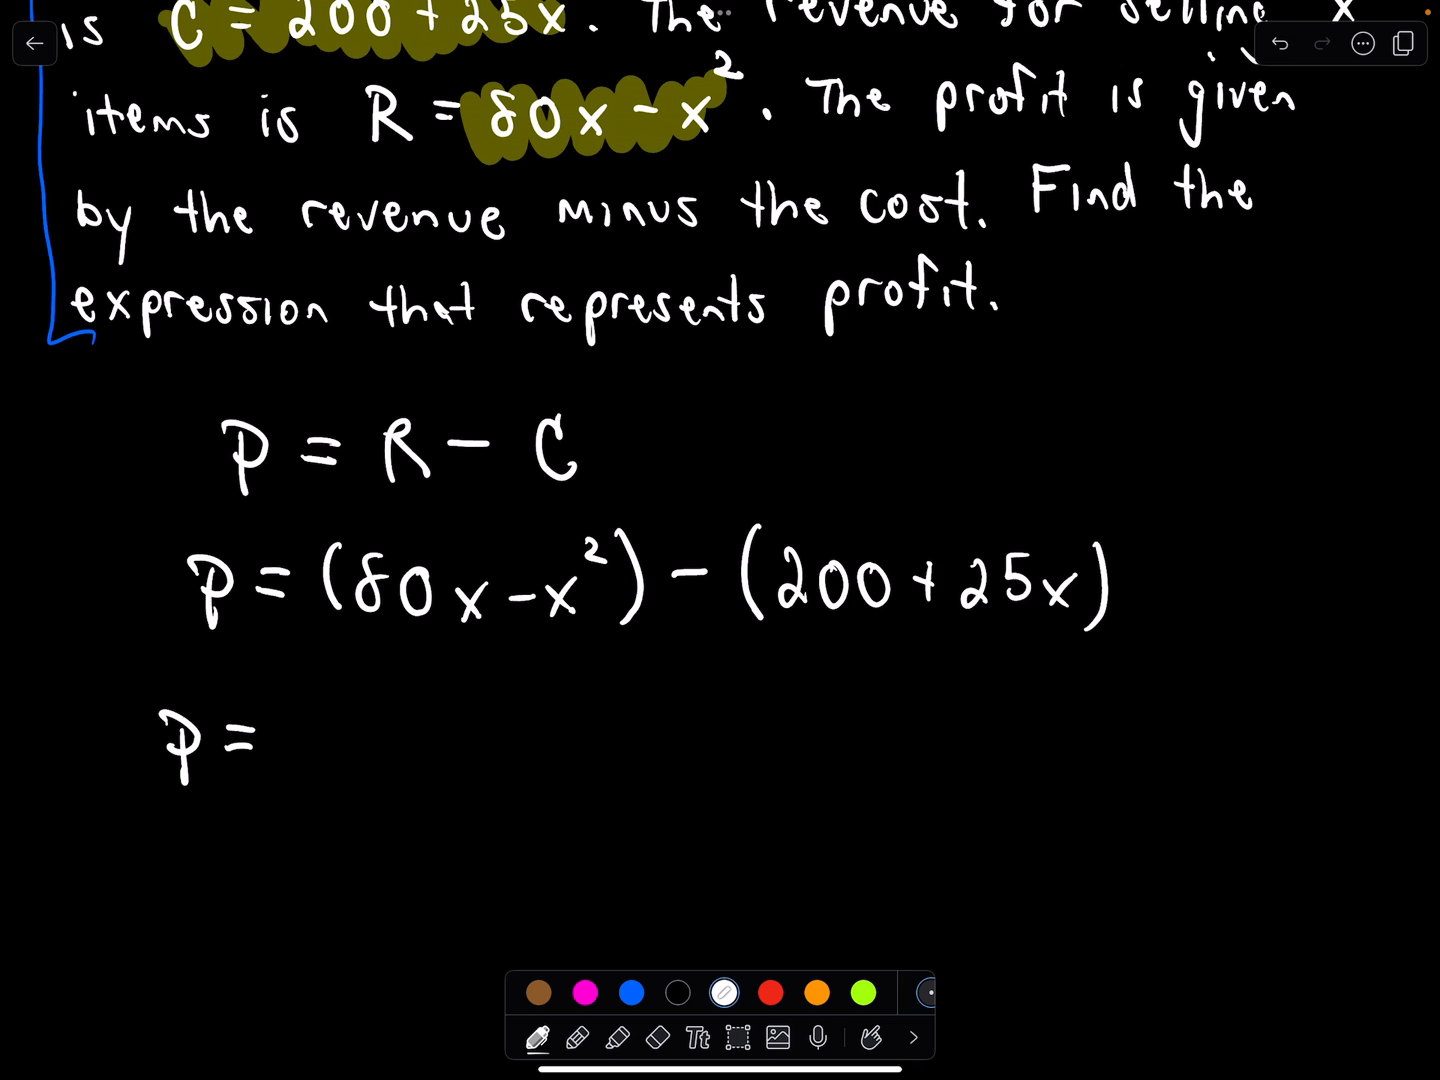 is C = 200 + 25x. The revenue for selling x
items is R = 80x - x². The profit is given
by the revenue minus the cost. Find the
expression that represents profit.
P = R - C
P = (80x - x²) - (200 + 25x)
P =
Tt